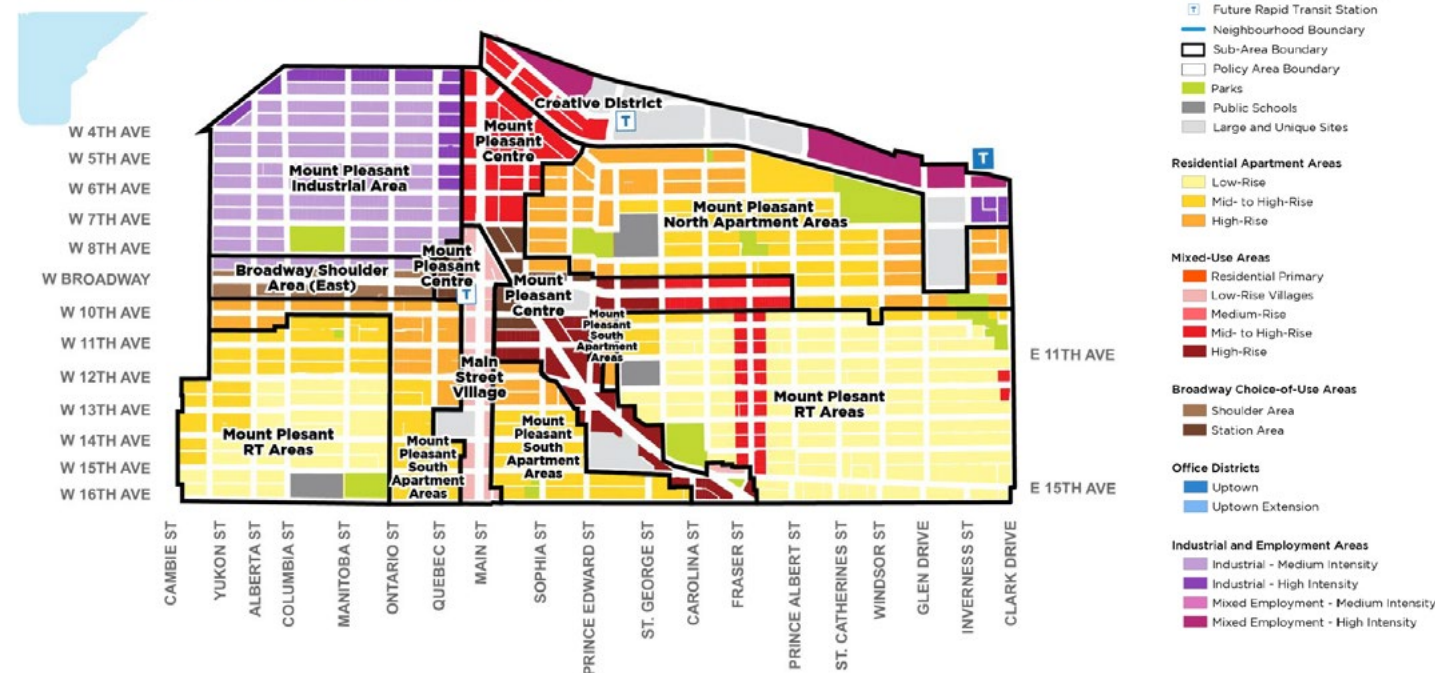 Creative District
T
Mount
Pleasant
Centre
T
Mount Pleasant
Industrial Area
Mount Pleasant
North Apartment Areas
Mount
Pleasant
Centre
T
Broadway Shoulder
Area (East)
Mount
Pleasant
Centre
Mount
Pleasant
South
Apartment
Areas
Main
Street
Village
Mount Plesant
RT Areas
Mount Plesant
RT Areas
Mount
Pleasant
South
Apartment
Areas
Mount
Pleasant
South
Apartment
Areas
W 4TH AVE
W 5TH AVE
W 6TH AVE
W 7TH AVE
W 8TH AVE
W BROADWAY
W 10TH AVE
W 11TH AVE
W 12TH AVE
W 13TH AVE
W 14TH AVE
W 15TH AVE
W 16TH AVE
E 11TH AVE
E 15TH AVE
CAMBIE ST
YUKON ST
ALBERTA ST
COLUMBIA ST
MANITOBA ST
ONTARIO ST
QUEBEC ST
MAIN ST
SOPHIA ST
PRINCE EDWARD ST
ST. GEORGE ST
CAROLINA ST
FRASER ST
PRINCE ALBERT ST
ST. CATHERINES ST
WINDSOR ST
GLEN DRIVE
INVERNESS ST
CLARK DRIVE
T Future Rapid Transit Station
Neighbourhood Boundary
Sub-Area Boundary
Policy Area Boundary
Parks
Public Schools
Large and Unique Sites
Residential Apartment Areas
Low-Rise
Mid- to High-Rise
High-Rise
Mixed-Use Areas
Residential Primary
Low-Rise Villages
Medium-Rise
Mid- to High-Rise
High-Rise
Broadway Choice-of-Use Areas
Shoulder Area
Station Area
Office Districts
Uptown
Uptown Extension
Industrial and Employment Areas
Industrial - Medium Intensity
Industrial - High Intensity
Mixed Employment - Medium Intensity
Mixed Employment - High Intensity